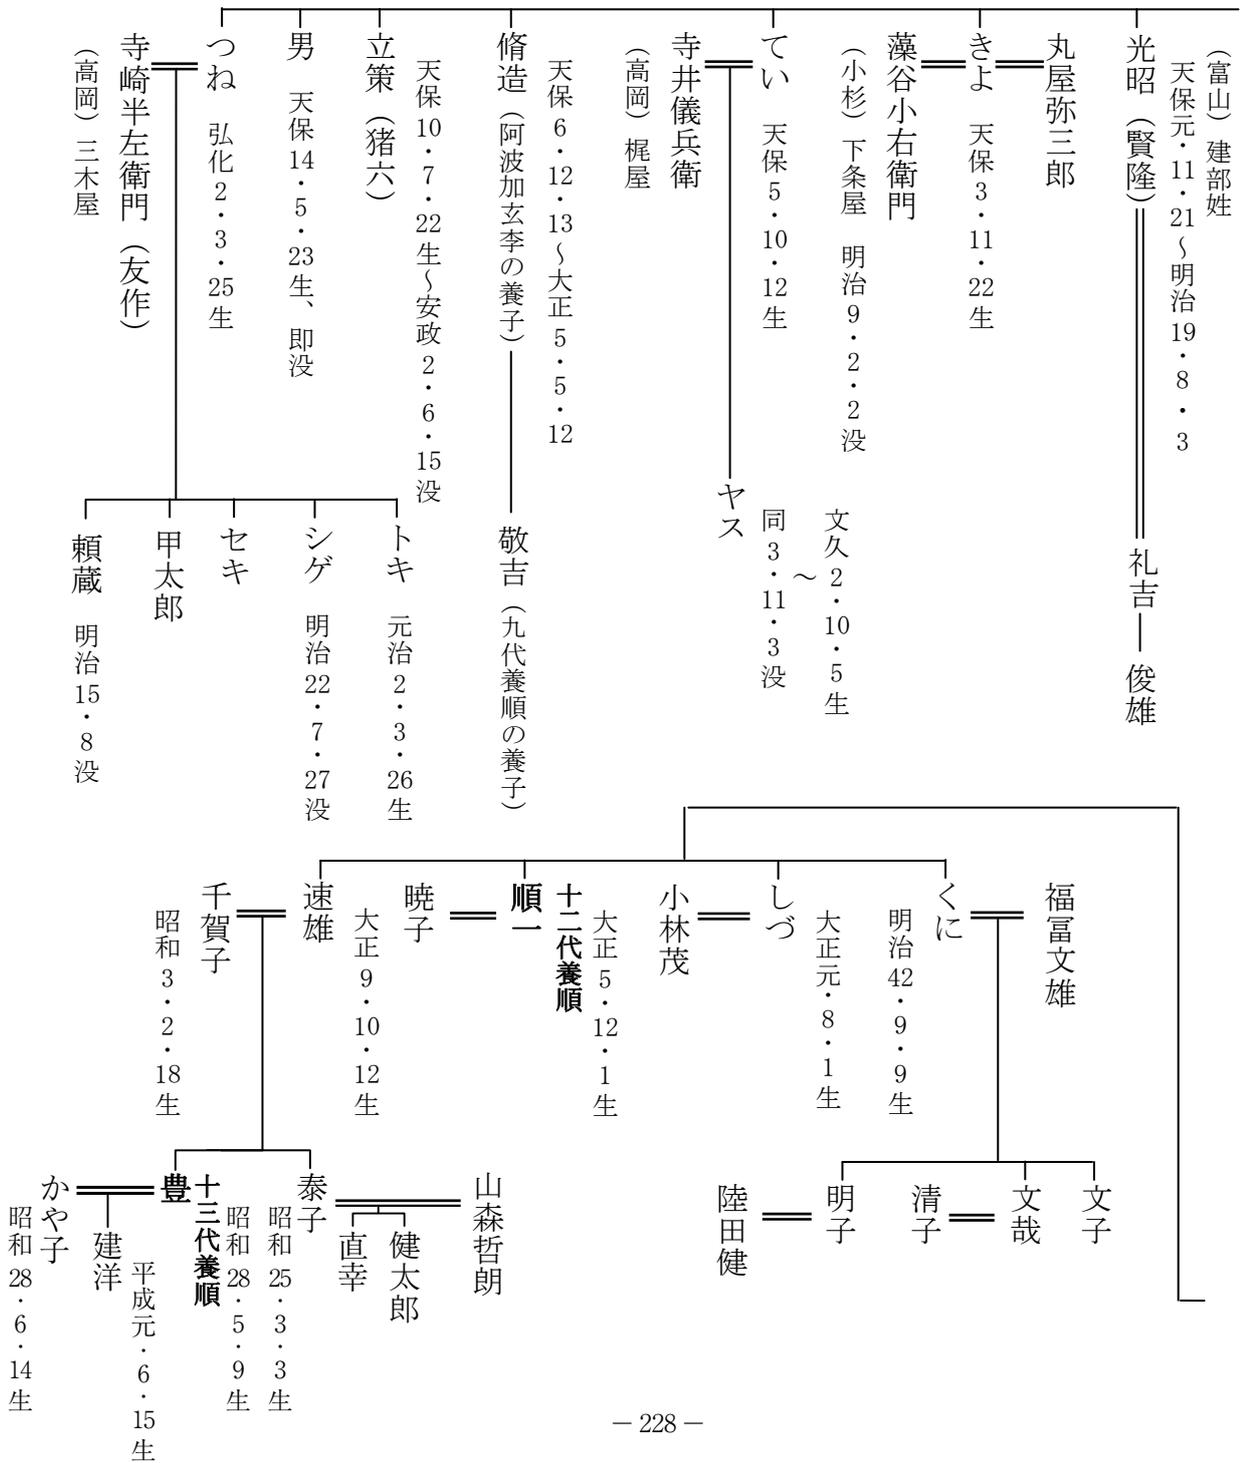 （富山）建部姓
天保元・11・21～明治19・8・3
光昭（賢隆）
礼吉
俊雄
丸屋弥三郎
きよ　天保3・11・22生
藻谷小右衛門
（小杉）下条屋　明治9・2・2没
てい　天保5・10・12生
寺井儀兵衛
（高岡）梶屋
文久2・10・5生
～
同3・11・3没
ヤス
天保6・12・13～大正5・5・12
脩造（阿波加玄李の養子）
敬吉（九代養順の養子）
天保10・7・22生～安政2・6・15没
立策（猪六）
男　天保14・5・23生、即没
つね　弘化2・3・25生
寺崎半左衛門（友作）
（高岡）三木屋
トキ　元治2・3・26生
シゲ　明治22・7・27没
セキ
甲太郎
頼蔵　明治15・8没
福冨文雄
くに
明治42・9・9生
大正元・8・1生
しづ
小林茂
大正5・12・1生
十二代養順
順一
暁子
大正9・10・12生
速雄
千賀子
昭和3・2・18生
文子
文哉
清子
明子
陸田健
山森哲朗
健太郎
直幸
泰子
昭和25・3・3生
昭和28・5・9生
十三代養順
豊
平成元・6・15生
建洋
かや子
昭和28・6・14生
－228－